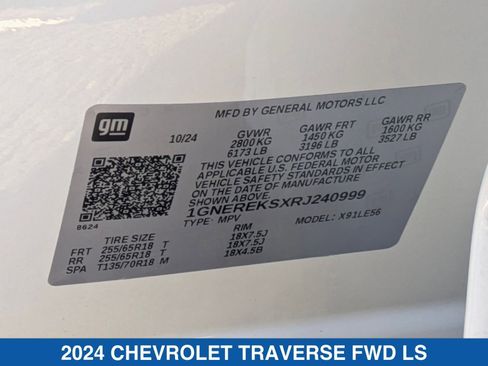 gm
MFD BY GENERAL MOTORS LLC
10/24
GVWR GAWR FRT GAWR RR
2800 KG 1450 KG 1600 KG
6173 LB 3196 LB 3527 LB
THIS VEHICLE CONFORMS TO ALL
APPLICABLE U.S. FEDERAL MOTOR
VEHICLE SAFETY STANDARDS IN EFFECT
ON THE DATE OF MANUFACTURE
SHOWN ABOVE.
1GNEREKSXRJ240999
TYPE: MPV MODEL: X91LE56
8624
TIRE SIZE RIM
FRT 255/65R18 T 18X7.5J
RR 255/65R18 T 18X7.5J
SPA T135/70R18 M 18X4.5B
2024 CHEVROLET TRAVERSE FWD LS